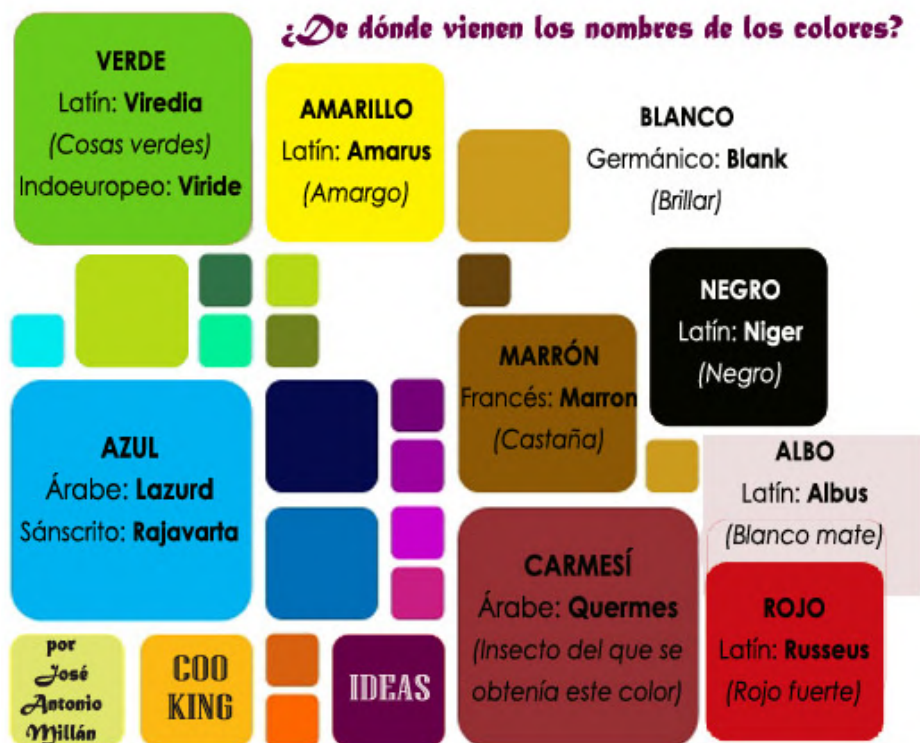 ¿De dónde vienen los nombres de los colores?
VERDE
Latín: Viredia
(Cosas verdes)
Indoeuropeo: Viride
AMARILLO
Latín: Amarus
(Amargo)
BLANCO
Germánico: Blank
(Brillar)
NEGRO
Latín: Niger
(Negro)
MARRÓN
Francés: Marron
(Castaña)
AZUL
Árabe: Lazurd
Sánscrito: Rajavarta
ALBO
Latín: Albus
(Blanco mate)
CARMESÍ
Árabe: Quermes
(Insecto del que se
obtenía este color)
ROJO
Latín: Russeus
(Rojo fuerte)
por
José
Antonio
Millán
COO
KING
IDEAS